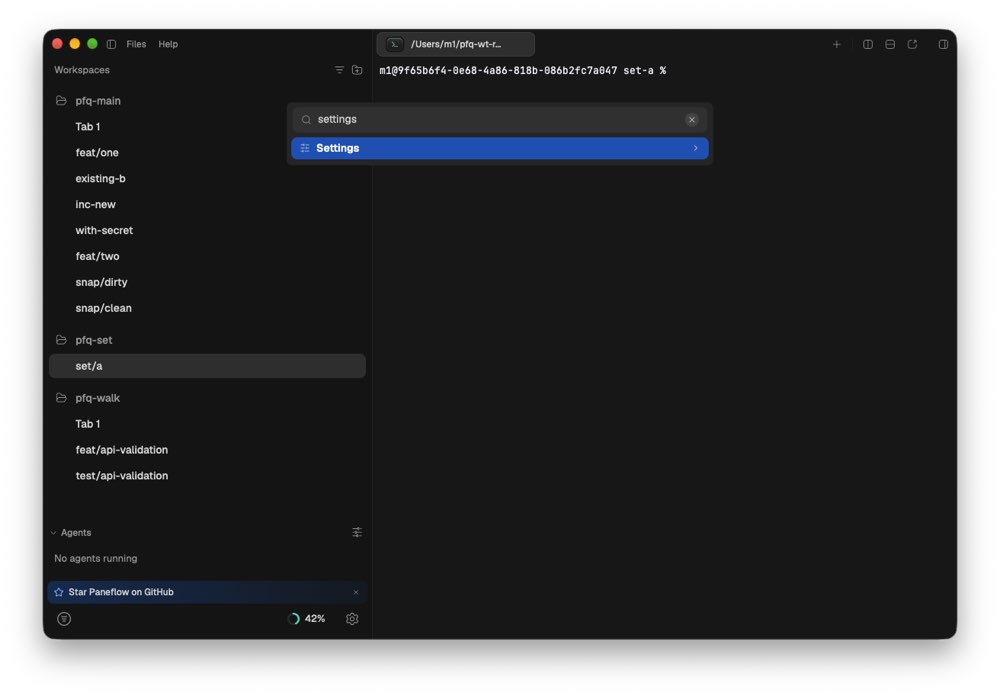 Files Help
/Users/m1/pfq-wt-r...
Workspaces
m1@9f65b6f4-0e68-4a86-818b-086b2fc7a047 set-a %
pfq-main
Tab 1
feat/one
existing-b
inc-new
with-secret
feat/two
snap/dirty
snap/clean
pfq-set
set/a
pfq-walk
Tab 1
feat/api-validation
test/api-validation
settings
Settings
Agents
No agents running
Star Paneflow on GitHub
42%